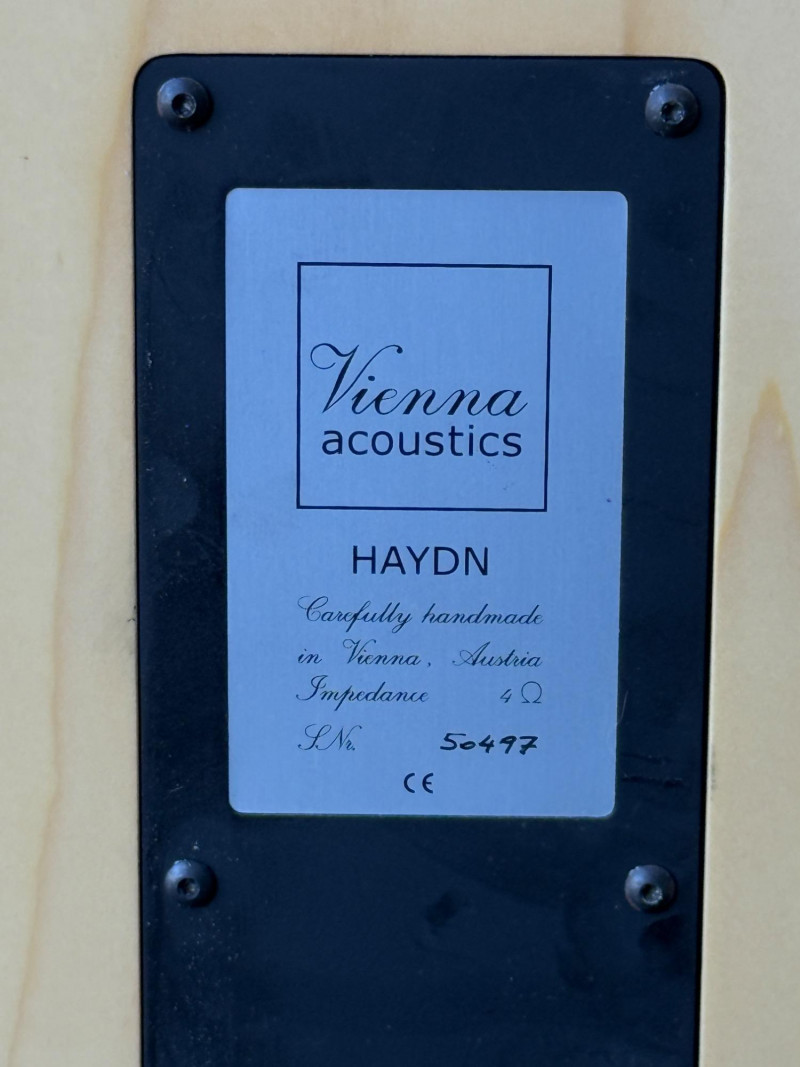 Vienna
acoustics
HAYDN
Carefully handmade
in Vienna, Austria
Impedance 4 Ω
S.Nr. 50497
CE